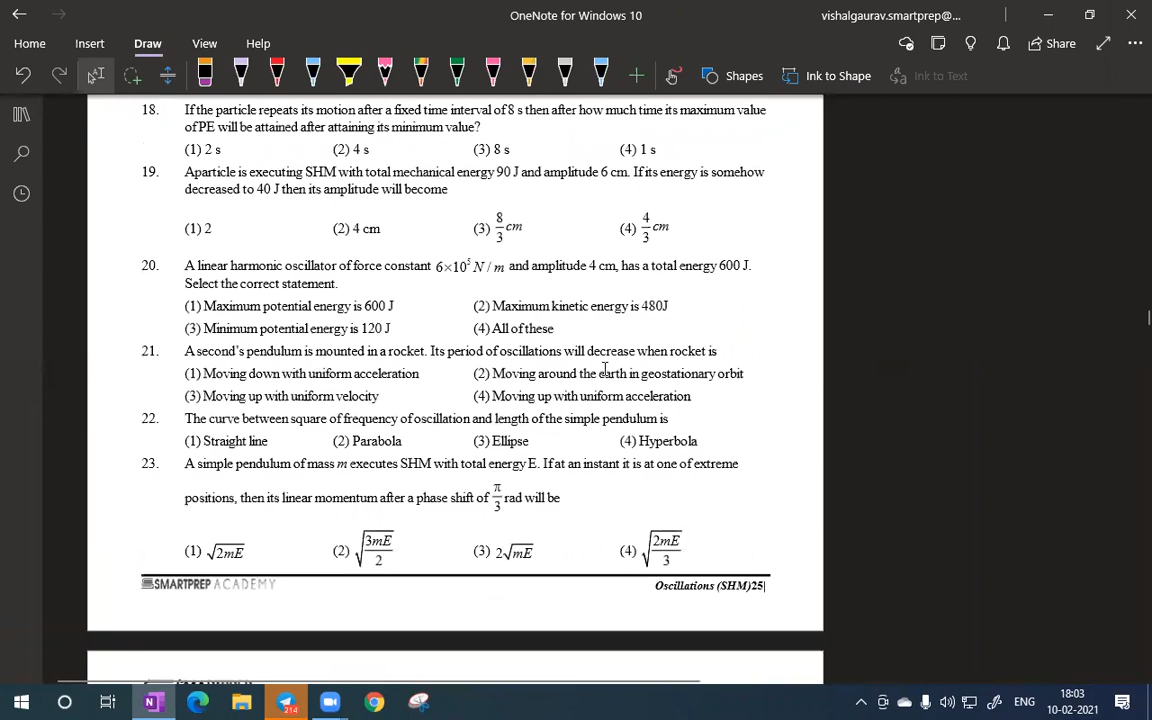 OneNote for Windows 10
vishalgaurav.smartprep@...
Home Insert Draw View Help
Share
Shapes Ink to Shape Ink to Text
18. If the particle repeats its motion after a fixed time interval of 8 s then after how much time its maximum value
of PE will be attained after attaining its minimum value?
(1) 2 s (2) 4 s (3) 8 s (4) 1 s
19. Aparticle is executing SHM with total mechanical energy 90 J and amplitude 6 cm. If its energy is somehow
decreased to 40 J then its amplitude will become
(1) 2 (2) 4 cm (3) 8/3 cm (4) 4/3 cm
20. A linear harmonic oscillator of force constant 6×10⁵ N/m and amplitude 4 cm, has a total energy 600 J.
Select the correct statement.
(1) Maximum potential energy is 600 J (2) Maximum kinetic energy is 480J
(3) Minimum potential energy is 120 J (4) All of these
21. A second's pendulum is mounted in a rocket. Its period of oscillations will decrease when rocket is
(1) Moving down with uniform acceleration (2) Moving around the earth in geostationary orbit
(3) Moving up with uniform velocity (4) Moving up with uniform acceleration
22. The curve between square of frequency of oscillation and length of the simple pendulum is
(1) Straight line (2) Parabola (3) Ellipse (4) Hyperbola
23. A simple pendulum of mass m executes SHM with total energy E. If at an instant it is at one of extreme
positions, then its linear momentum after a phase shift of π/3 rad will be
(1) √2mE (2) √(3mE/2) (3) 2√mE (4) √(2mE/3)
SMARTPREP ACADEMY Oscillations (SHM)25|
214
ENG
18:03
10-02-2021